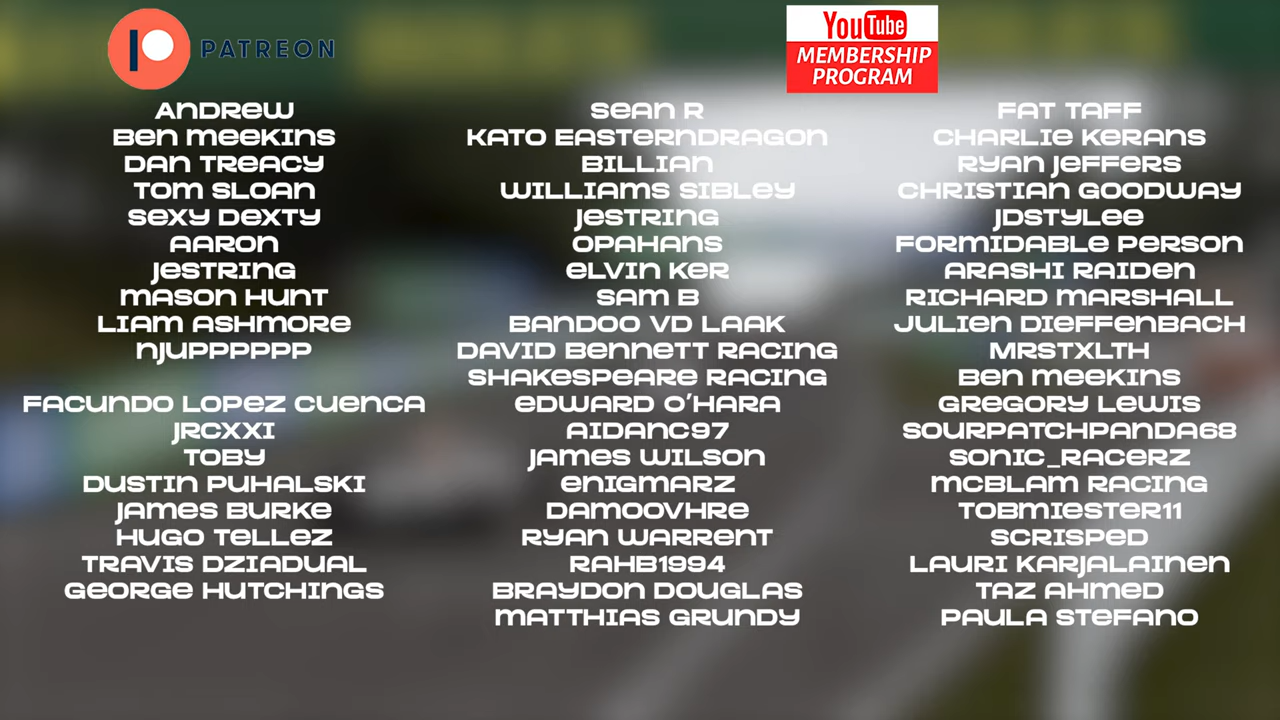 PATREON
YouTube
MEMBERSHIP
PROGRAM
ANDREW
BEN MEEKINS
DAN TREACY
TOM SLOAN
SEXY DEXTY
AARON
JESTRING
MASON HUNT
LIAM ASHMORE
NJUPPPPPP
FACUNDO LOPEZ CUENCA
JRCXXI
TOBY
DUSTIN PUHALSKI
JAMES BURKE
HUGO TELLEZ
TRAVIS DZIADUAL
GEORGE HUTCHINGS
SEAN R
KATO EASTERNDRAGON
BILLIAN
WILLIAMS SIBLEY
JESTRING
OPAHANS
ELVIN KER
SAM B
BANDOO VD LAAK
DAVID BENNETT RACING
SHAKESPEARE RACING
EDWARD O'HARA
AIDANC97
JAMES WILSON
ENIGMARZ
DAMOOVHRE
RYAN WARRENT
RAHB1994
BRAYDON DOUGLAS
MATTHIAS GRUNDY
FAT TAFF
CHARLIE KERANS
RYAN JEFFERS
CHRISTIAN GOODWAY
JDSTYLEE
FORMIDABLE PERSON
ARASHI RAIDEN
RICHARD MARSHALL
JULIEN DIEFFENBACH
MRSTXLTH
BEN MEEKINS
GREGORY LEWIS
SOURPATCHPANDA68
SONIC_RACERZ
MCBLAM RACING
TOBMIESTER11
SCRISPED
LAURI KARJALAINEN
TAZ AHMED
PAULA STEFANO